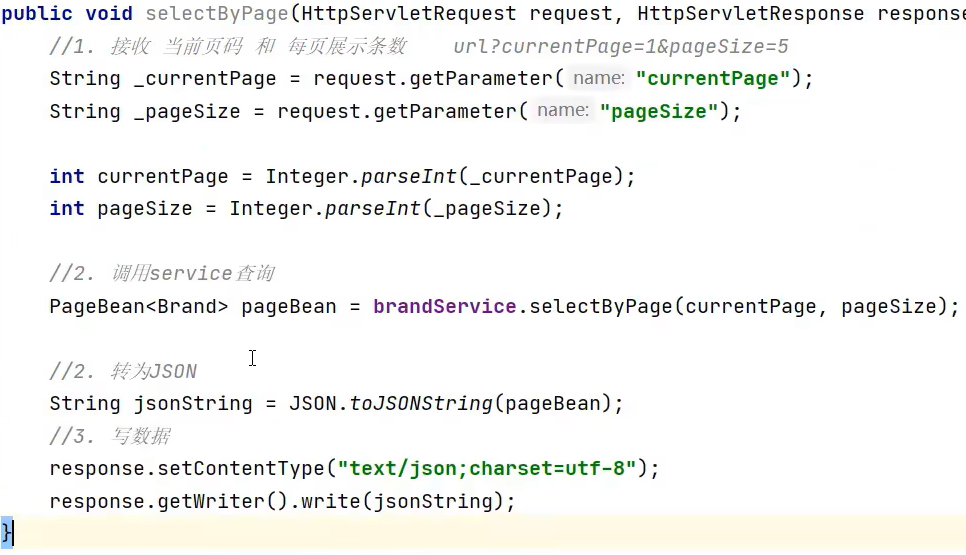 public void selectByPage(HttpServletRequest request, HttpServletResponse response
//1. 接收 当前页码 和 每页展示条数    url?currentPage=1&pageSize=5
String _currentPage = request.getParameter( name: "currentPage");
String _pageSize = request.getParameter( name: "pageSize");
int currentPage = Integer.parseInt(_currentPage);
int pageSize = Integer.parseInt(_pageSize);
//2. 调用service查询
PageBean<Brand> pageBean = brandService.selectByPage(currentPage, pageSize);
//2. 转为JSON
String jsonString = JSON.toJSONString(pageBean);
//3. 写数据
response.setContentType("text/json;charset=utf-8");
response.getWriter().write(jsonString);
}